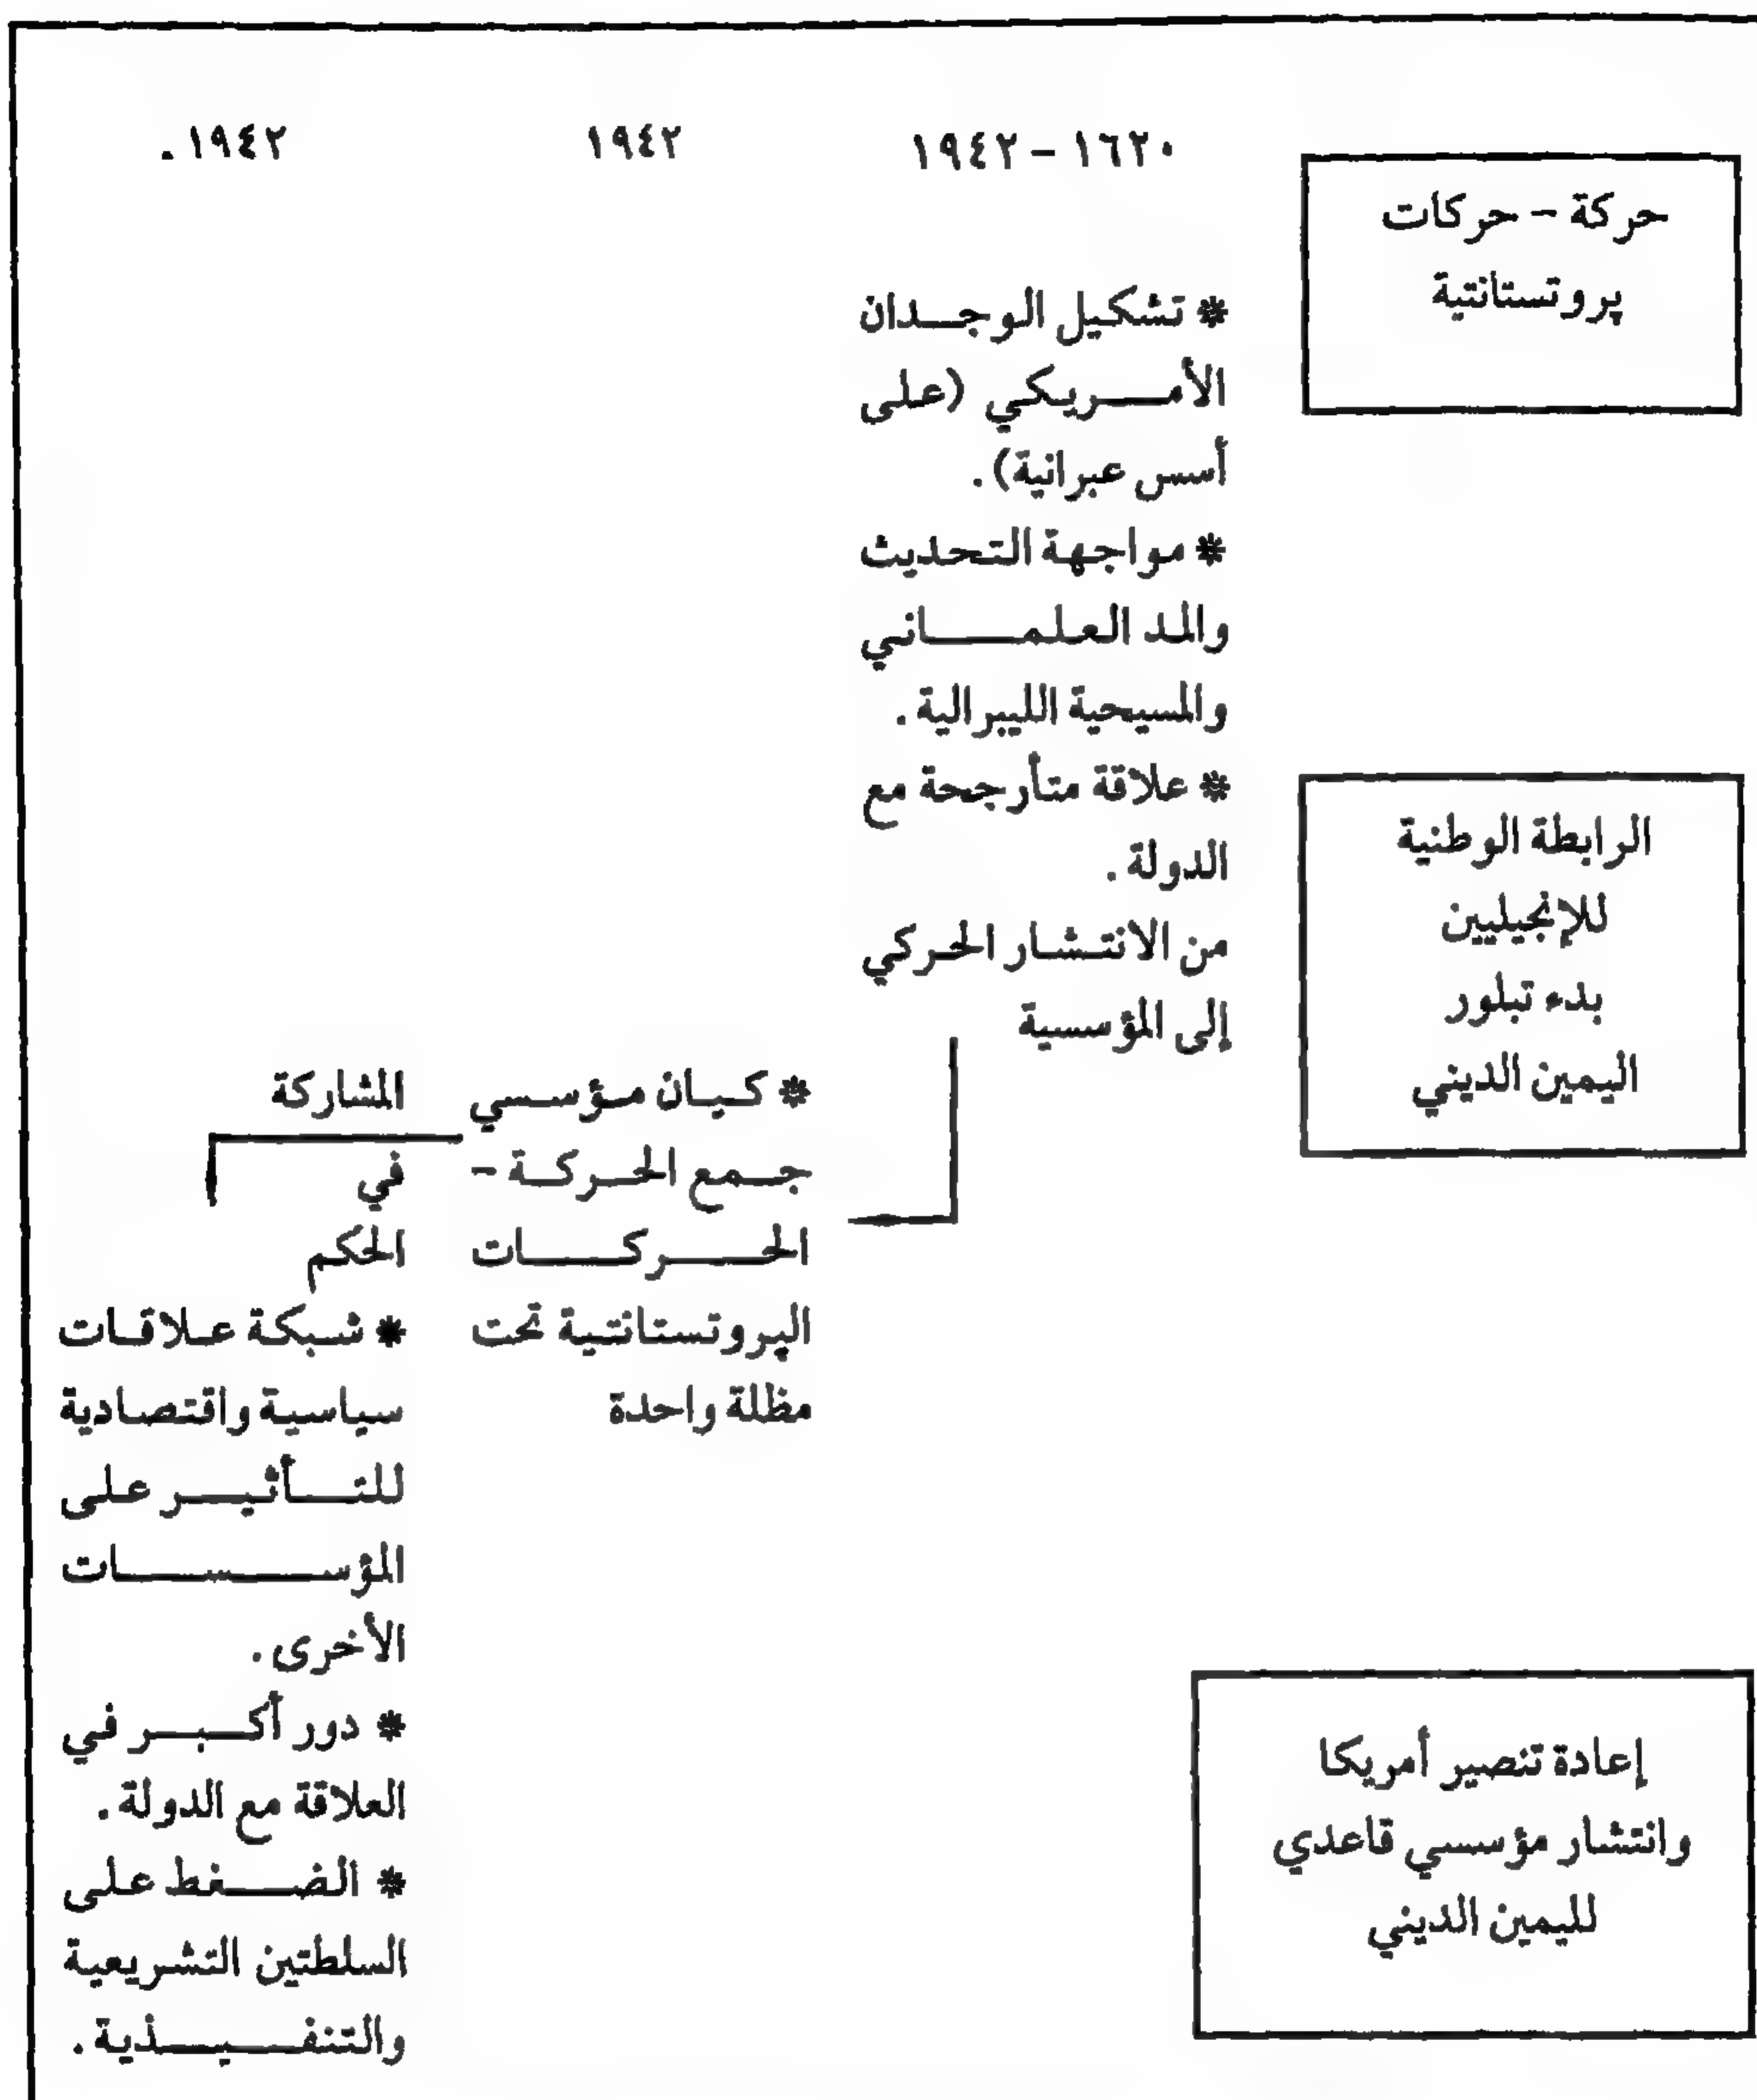 ١٦٢٠ - ١٩٤٢
١٩٤٢
١٩٤٢ .
حركة - حركات
پروتستانتية
* تشكيل الوجدان
الأمريكي (على
أسس عبرانية) .
* مواجهة التحديث
والمد العلماني
والمسيحية الليبرالية .
* علاقة متأرجحة مع
الدولة .
من الانتشار الحركي
إلى المؤسسية
الرابطة الوطنية
للإنجيليين
بدء تبلور
اليمين الديني
* كيان مؤسسي
جمع الحركة -
الحركات
الپروتستانتية تحت
مظلة واحدة
المشاركة
في
الحكم
* شبكة علاقات
سياسية واقتصادية
للتأثير على
المؤسسات
الأخرى .
* دور أكبر في
العلاقة مع الدولة .
* الضغط على
السلطتين التشريعية
والتنفيذية .
إعادة تنصير أمريكا
وانتشار مؤسسي قاعدي
لليمين الديني